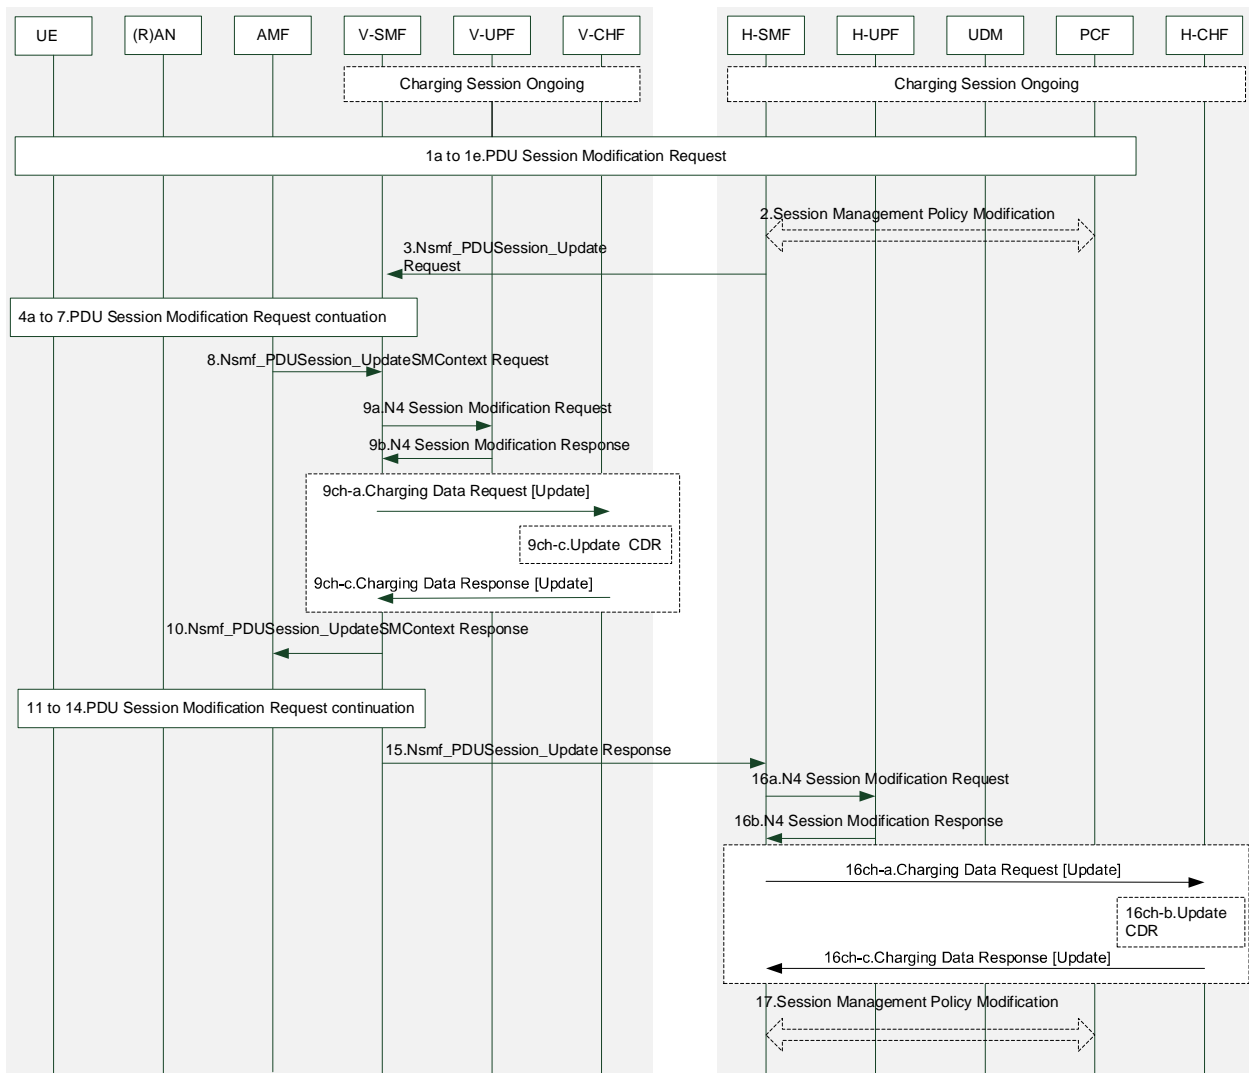 UE
(R)AN
AMF
V-SMF
V-UPF
V-CHF
H-SMF
H-UPF
UDM
PCF
H-CHF
Charging Session Ongoing
Charging Session Ongoing
1a to 1e.PDU Session Modification Request
2.Session Management Policy Modification
3.Nsmf_PDUSession_Update
Request
4a to 7.PDU Session Modification Request contuation
8.Nsmf_PDUSession_UpdateSMContext Request
9a.N4 Session Modification Request
9b.N4 Session Modification Response
9ch-a.Charging Data Request [Update]
9ch-c.Update CDR
9ch-c.Charging Data Response [Update]
10.Nsmf_PDUSession_UpdateSMContext Response
11 to 14.PDU Session Modification Request continuation
15.Nsmf_PDUSession_Update Response
16a.N4 Session Modification Request
16b.N4 Session Modification Response
16ch-a.Charging Data Request [Update]
16ch-b.Update
CDR
16ch-c.Charging Data Response [Update]
17.Session Management Policy Modification